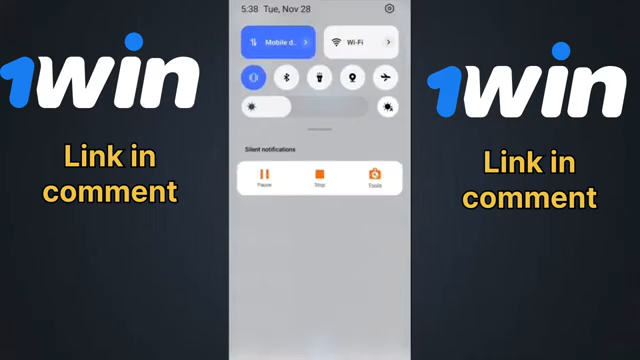 1win
Link in
comment
5:38 Tue, Nov 28
Mobile d..
Wi-Fi
Silent notifications
Pause
Stop
Tools
1win
Link in
comment